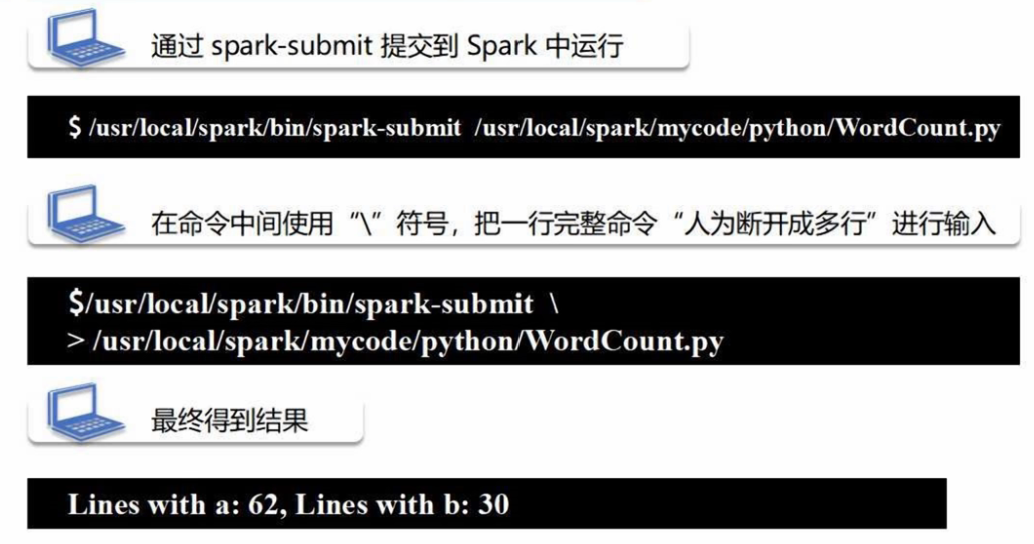 通过 spark-submit 提交到 Spark 中运行
$ /usr/local/spark/bin/spark-submit /usr/local/spark/mycode/python/WordCount.py
在命令中间使用“\”符号，把一行完整命令“人为断开成多行”进行输入
$/usr/local/spark/bin/spark-submit \
> /usr/local/spark/mycode/python/WordCount.py
最终得到结果
Lines with a: 62, Lines with b: 30